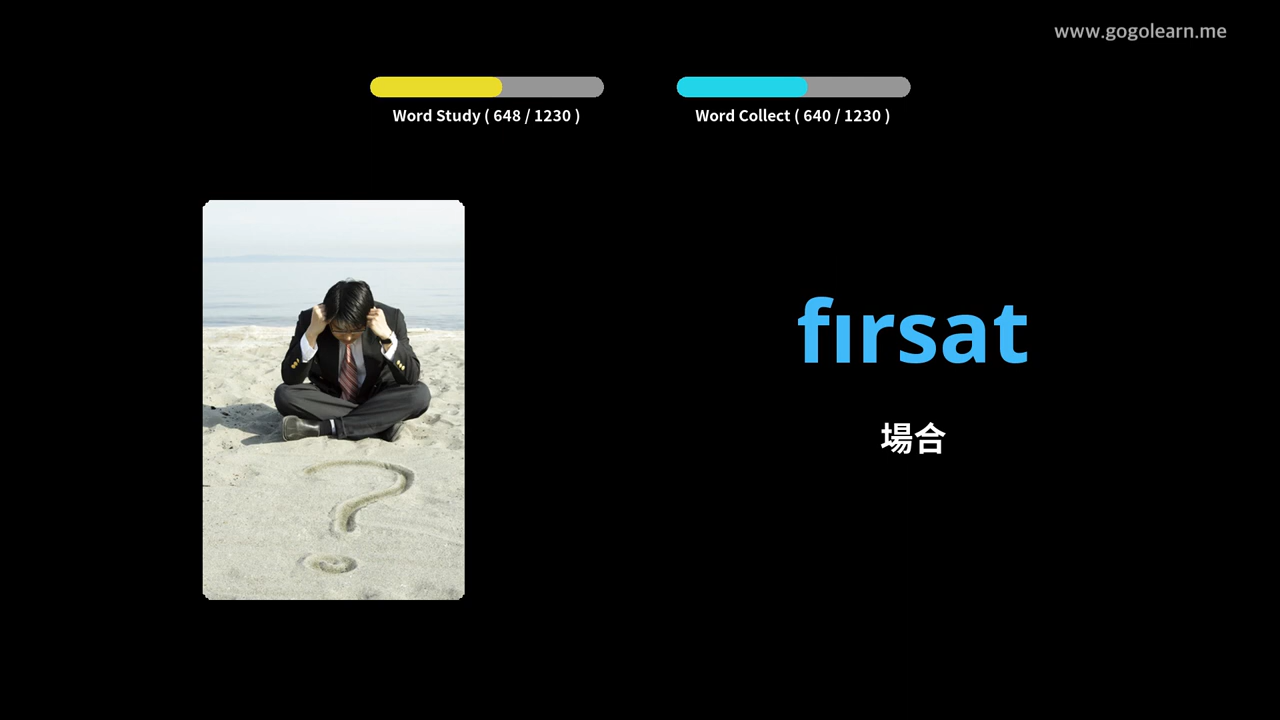 www.gogolearn.me
Word Study ( 648 / 1230 )
Word Collect ( 640 / 1230 )
fırsat
場合
?